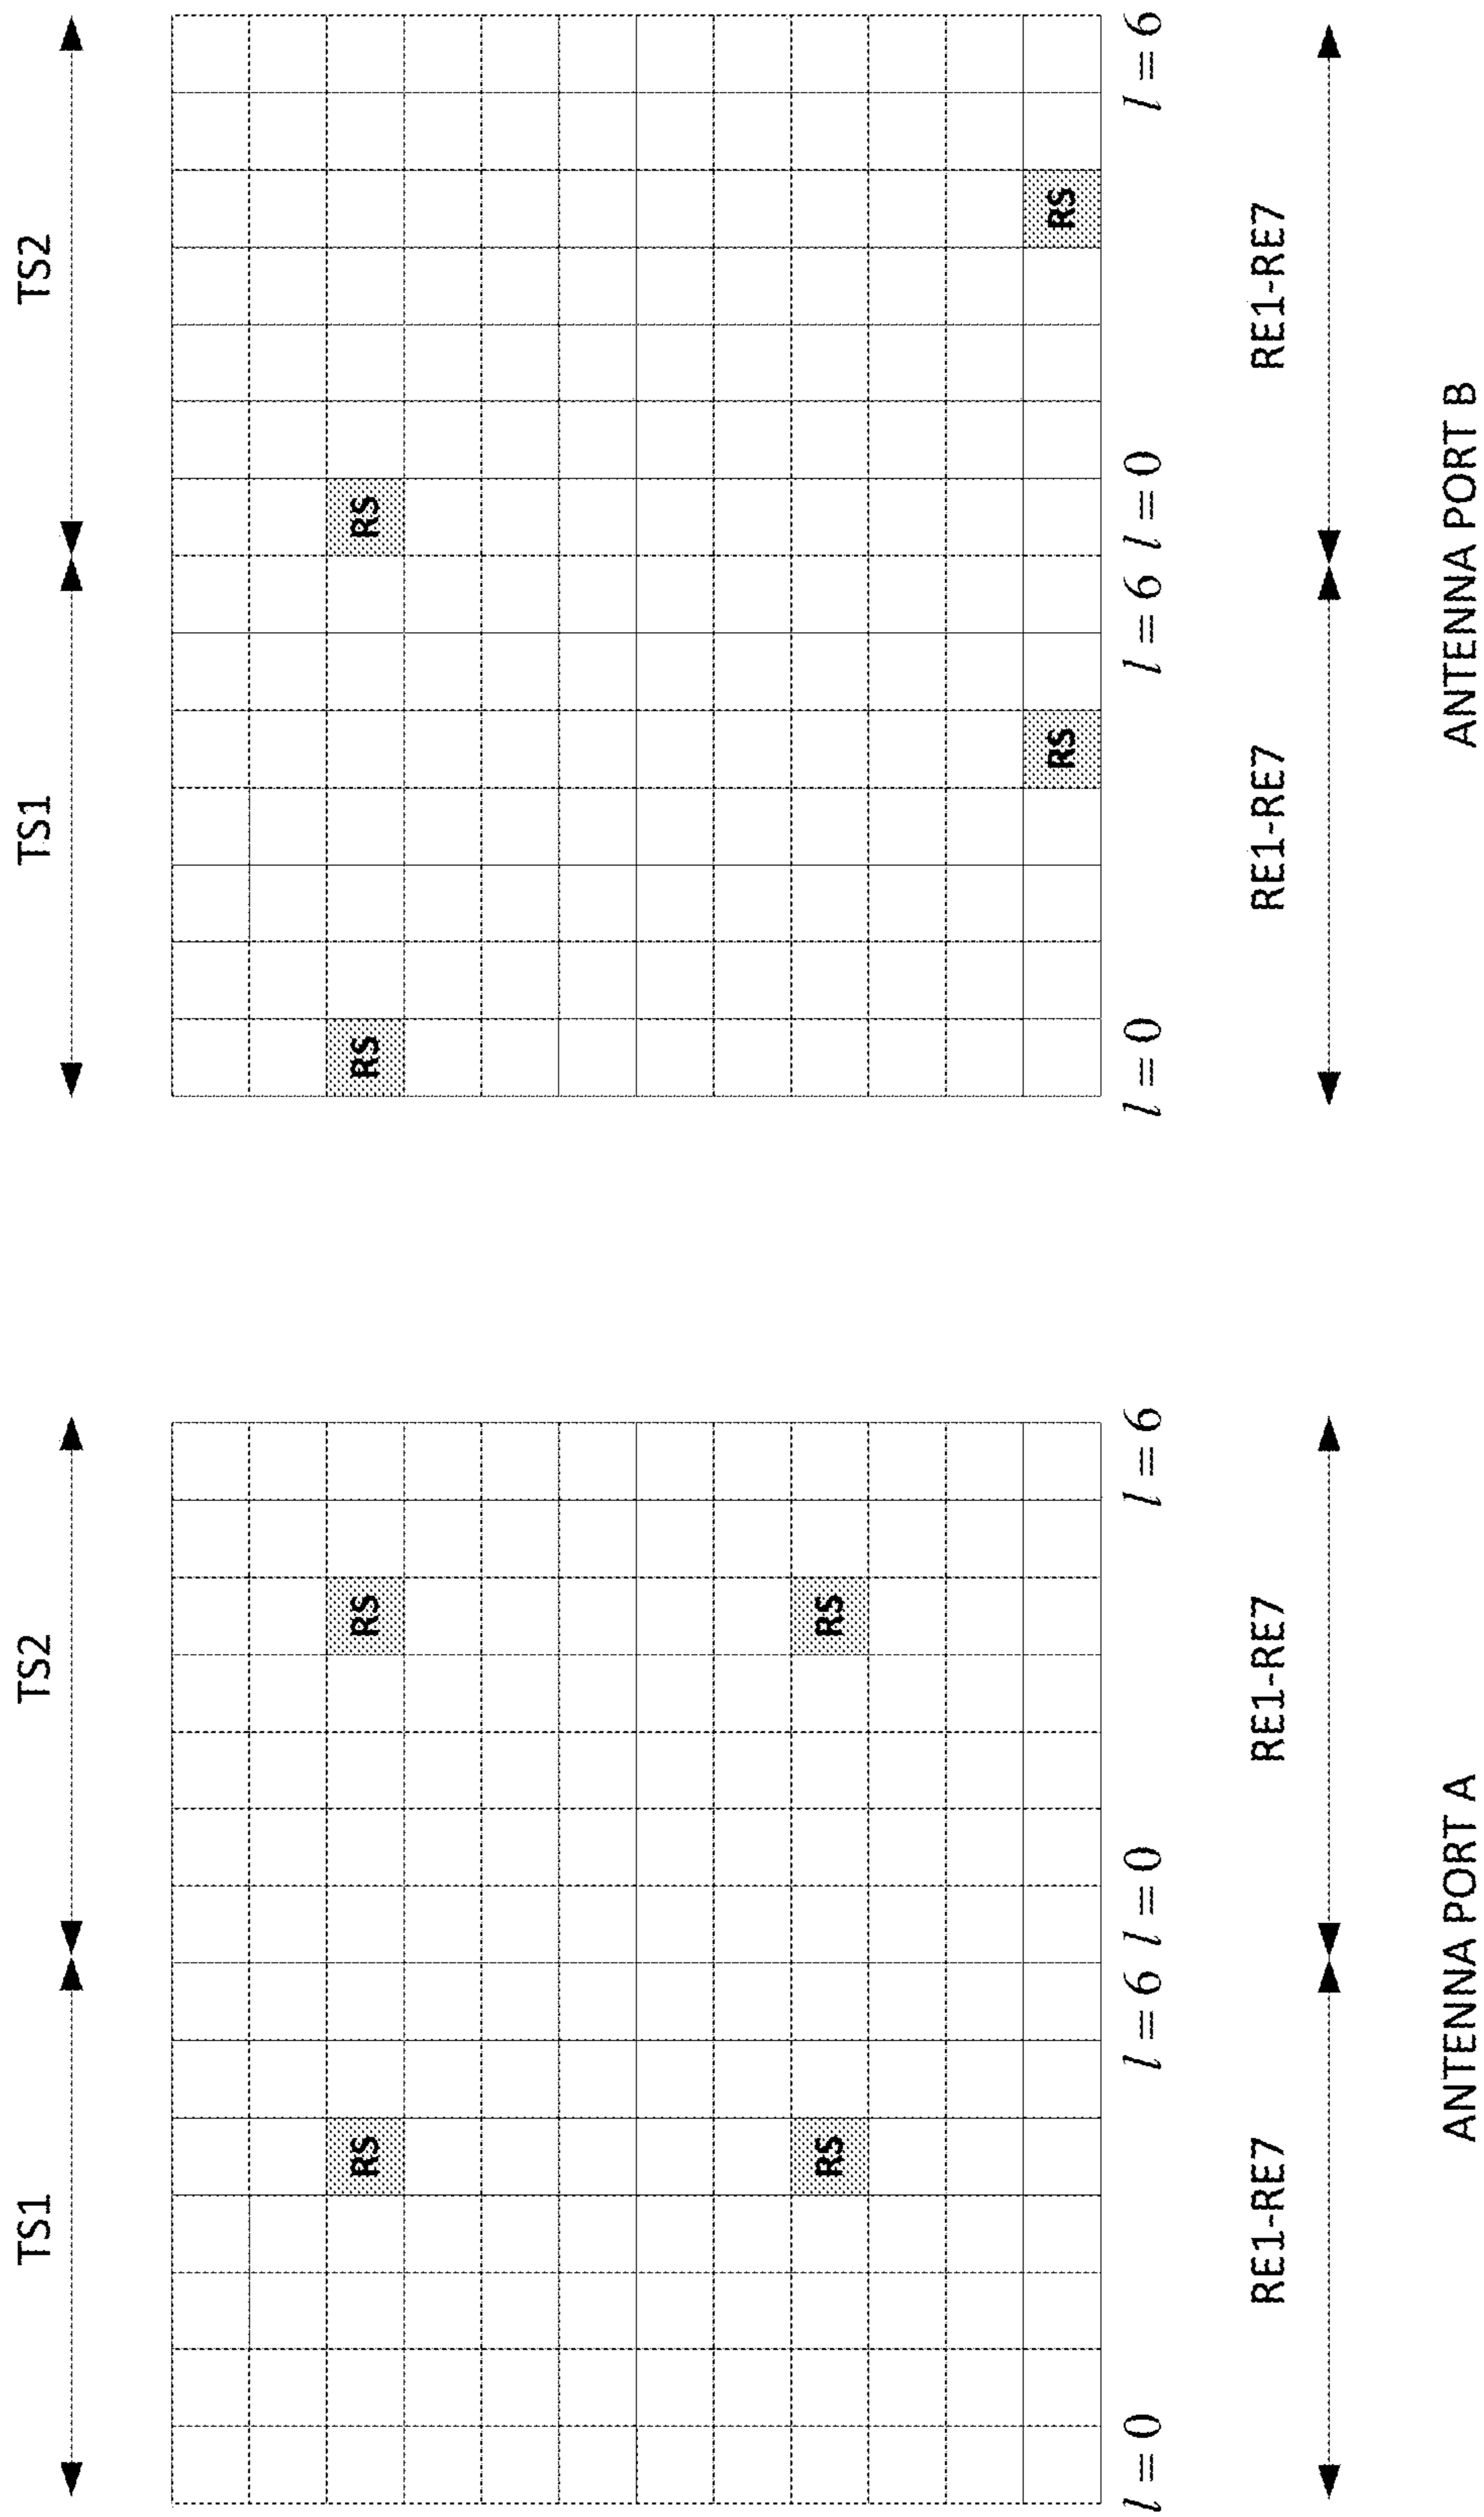 TS1 TS2 TS1 TS2
RS RS RS RS
RS RS
RS RS
l = 0 l = 6 l = 0 l = 6 l = 0 l = 6 l = 0 l = 6
RE1-RE7 RE1-RE7 RE1-RE7 RE1-RE7
ANTENNA PORT A ANTENNA PORT B